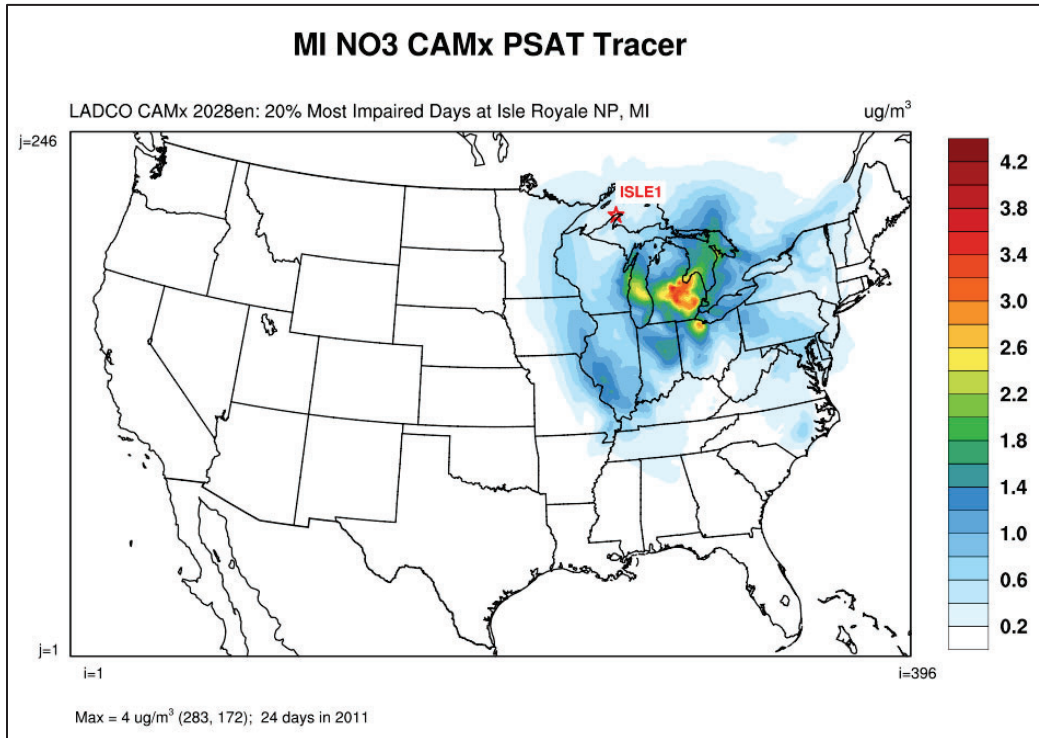 MI NO3 CAMx PSAT Tracer
LADCO CAMx 2028en: 20% Most Impaired Days at Isle Royale NP, MI
ug/m³
j=246
ISLE1
4.2
3.8
3.4
3.0
2.6
2.2
1.8
1.4
1.0
0.6
0.2
j=1
i=1
i=396
Max = 4 ug/m³ (283, 172); 24 days in 2011